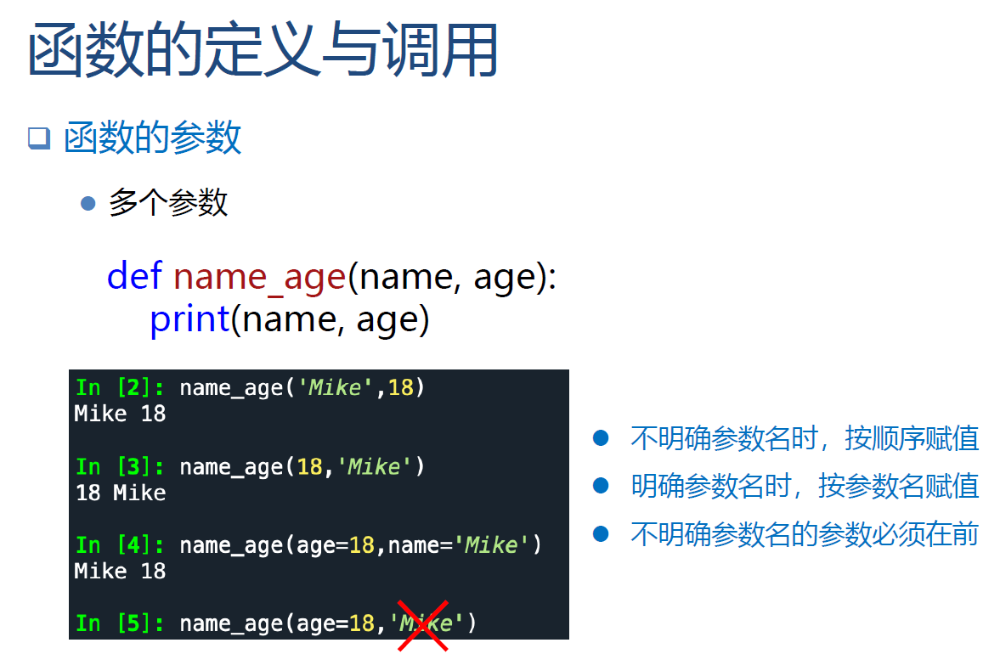 函数的定义与调用
函数的参数
多个参数
def name_age(name, age):
print(name, age)
In [2]: name_age('Mike',18)
Mike 18
In [3]: name_age(18,'Mike')
18 Mike
In [4]: name_age(age=18,name='Mike')
Mike 18
In [5]: name_age(age=18,'Mike')
不明确参数名时，按顺序赋值
明确参数名时，按参数名赋值
不明确参数名的参数必须在前